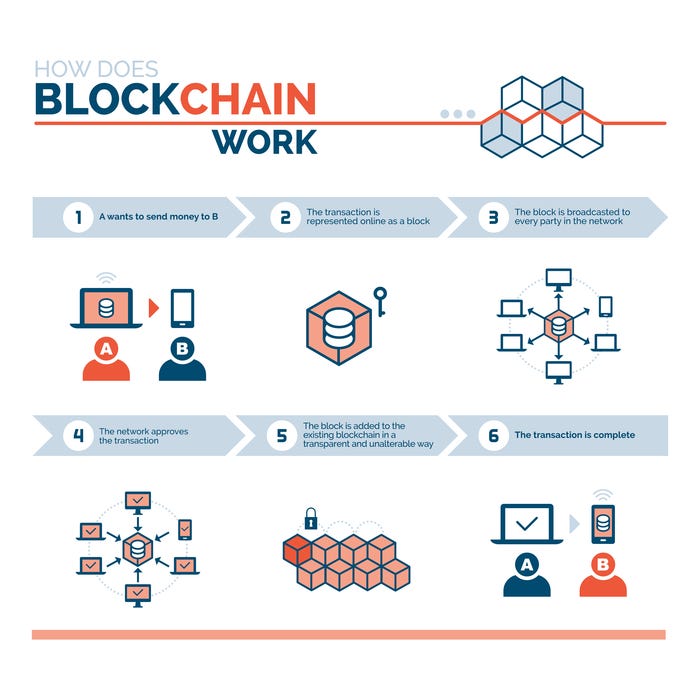 HOW DOES
BLOCKCHAIN
WORK
1 A wants to send money to B
2 The transaction is
represented online as a block
3 The block is broadcasted to
every party in the network
A B
4 The network approves
the transaction
5 The block is added to the
existing blockchain in a
transparent and unalterable way
6 The transaction is complete
A B